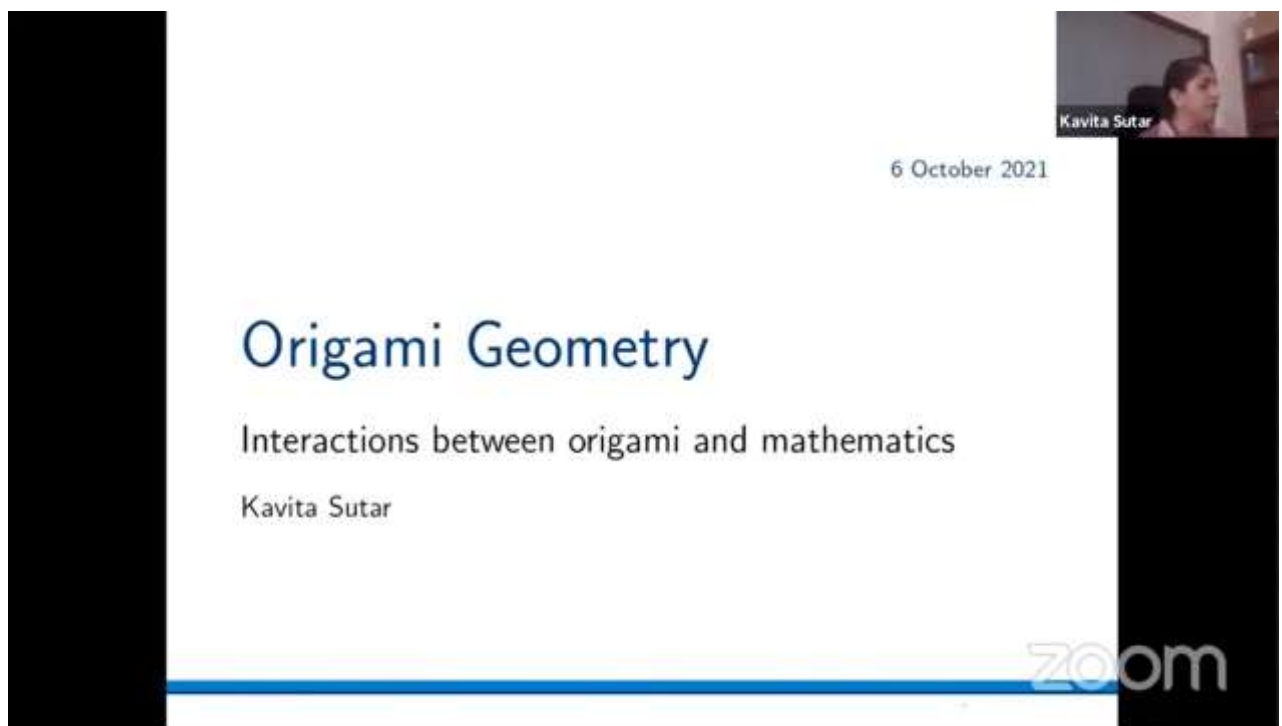 Kavita Sutar
6 October 2021
Origami Geometry
Interactions between origami and mathematics
Kavita Sutar
zoom